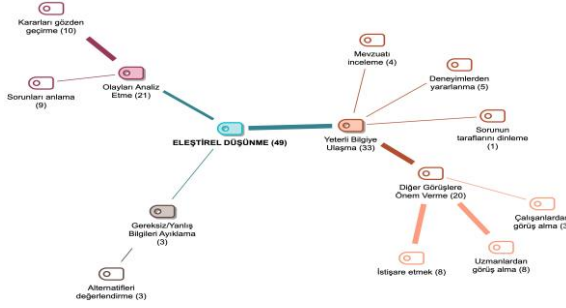 Kararları gözden
geçirme (10)
Sorunları anlama
(9)
Olayları Analiz
Etme (21)
ELEŞTİREL DÜŞÜNME (49)
Mevzuatı
inceleme (4)
Deneyimlerden
yararlanma (5)
Sorunun
taraflarını dinleme
(1)
Yeterli Bilgiye
Ulaşma (33)
Diğer Görüşlere
Önem Verme (20)
Çalışanlardan
görüş alma (3
Uzmanlardan
görüş alma (8)
İstişare etmek (8)
Gereksiz/Yanlış
Bilgileri Ayıklama
(3)
Alternatifleri
değerlendirme (3)